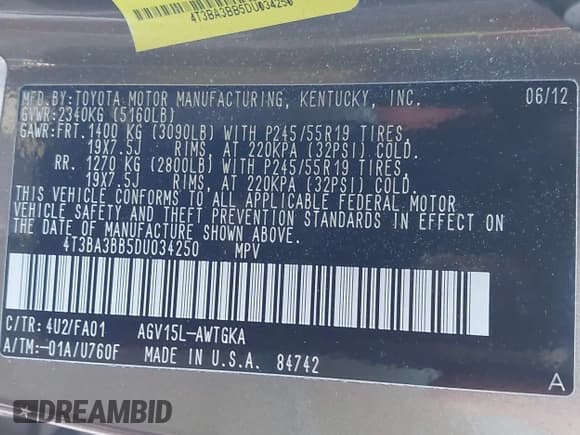 4T3BA3BB5DU034250
MFD.BY:TOYOTA MOTOR MANUFACTURING, KENTUCKY, INC. 06/12
GVWR:2340KG (5160LB)
GAWR:FRT. 1400 KG (3090LB) WITH P245/55R19 TIRES,
19X7.5J RIMS, AT 220KPA (32PSI) COLD.
RR. 1270 KG (2800LB) WITH P245/55R19 TIRES,
19X7.5J RIMS, AT 220KPA (32PSI) COLD.
THIS VEHICLE CONFORMS TO ALL APPLICABLE FEDERAL MOTOR
VEHICLE SAFETY AND THEFT PREVENTION STANDARDS IN EFFECT ON
THE DATE OF MANUFACTURE SHOWN ABOVE.
4T3BA3BB5DU034250 MPV
C/TR: 4U2/FA01 AGV15L-AWTGKA
A/TM:-01A/U760F MADE IN U.S.A. 84742 A
DREAMBID